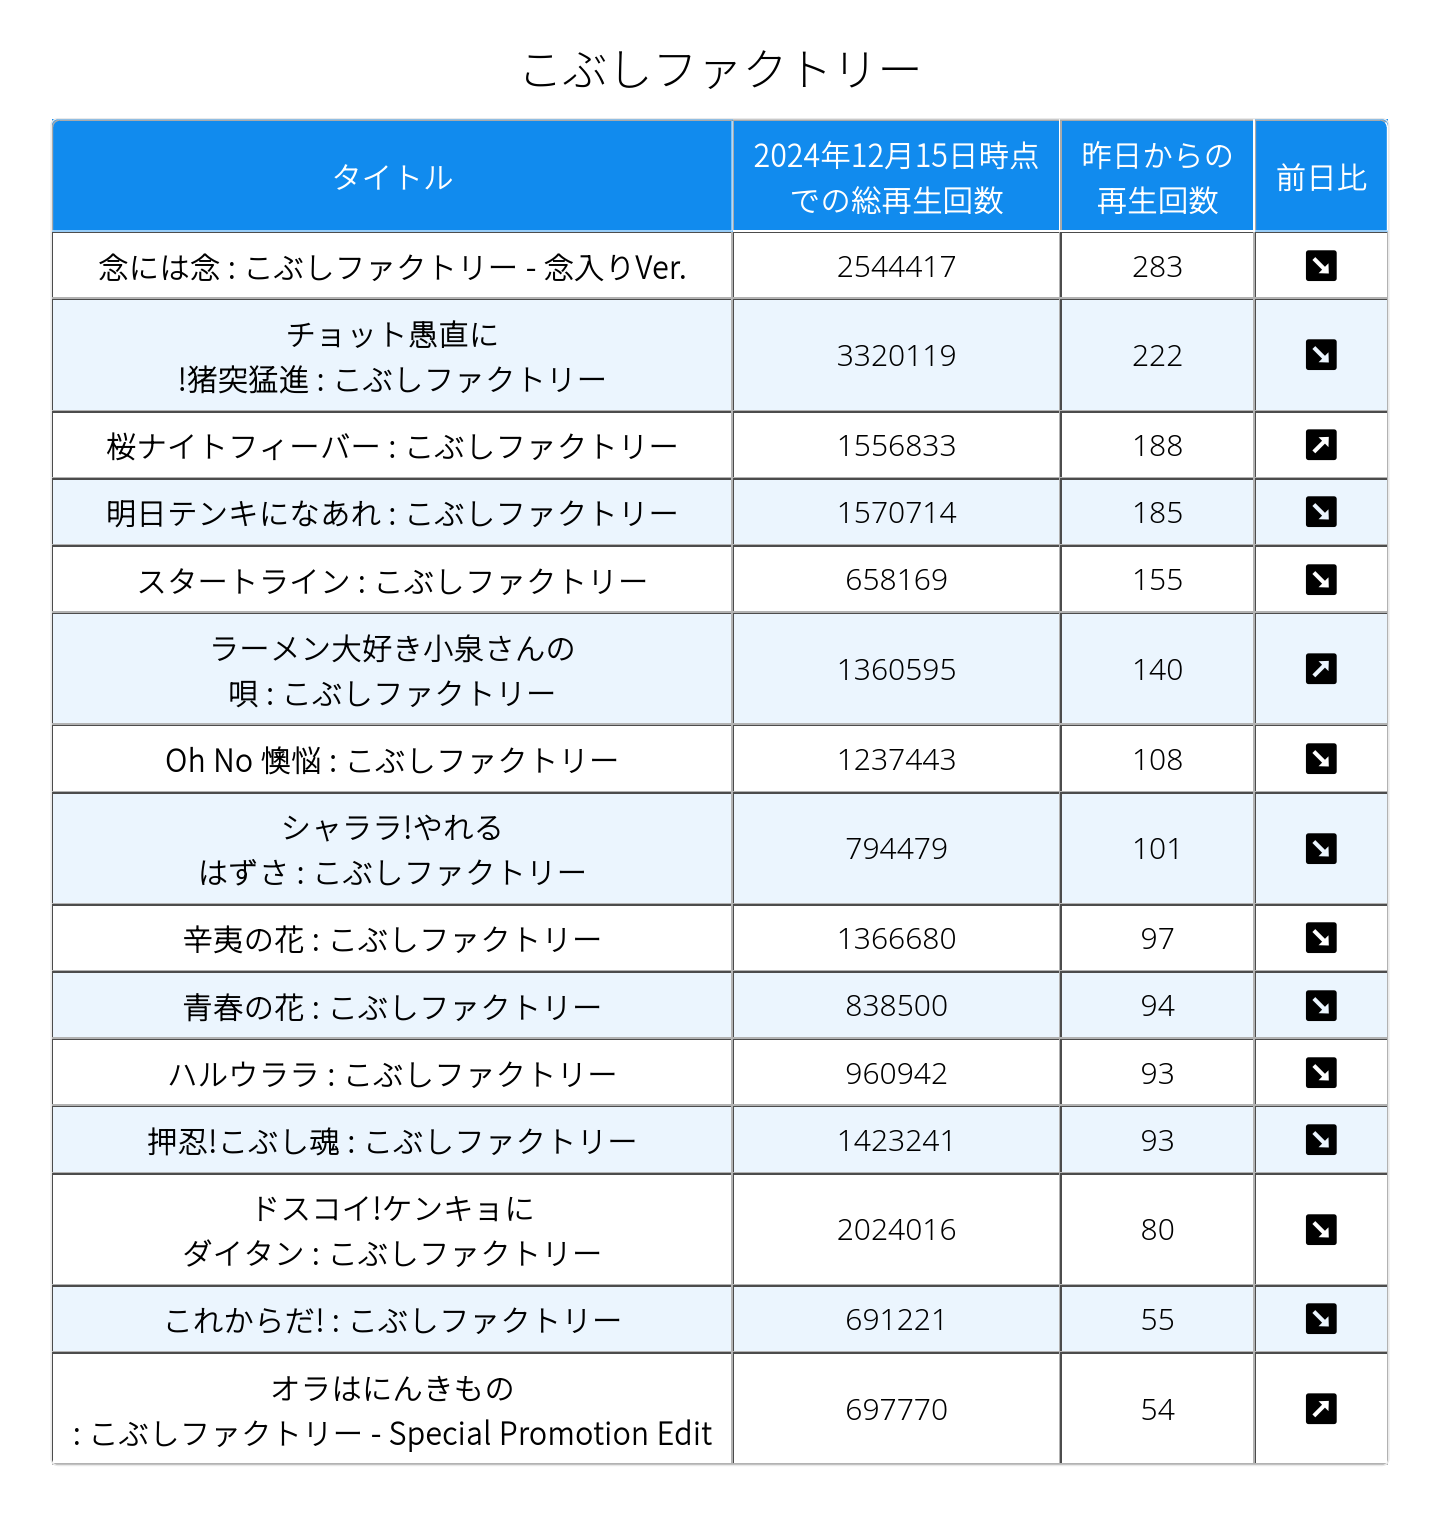 こぶしファクトリー
タイトル
2024年12月15日時点
での総再生回数
昨日からの
再生回数
前日比
念には念 : こぶしファクトリー - 念入りVer.
2544417
283
チョット愚直に
!猪突猛進 : こぶしファクトリー
3320119
222
桜ナイトフィーバー : こぶしファクトリー
1556833
188
明日テンキになあれ : こぶしファクトリー
1570714
185
スタートライン : こぶしファクトリー
658169
155
ラーメン大好き小泉さんの
唄 : こぶしファクトリー
1360595
140
Oh No 懊悩 : こぶしファクトリー
1237443
108
シャララ!やれる
はずさ : こぶしファクトリー
794479
101
辛夷の花 : こぶしファクトリー
1366680
97
青春の花 : こぶしファクトリー
838500
94
ハルウララ : こぶしファクトリー
960942
93
押忍!こぶし魂 : こぶしファクトリー
1423241
93
ドスコイ!ケンキョに
ダイタン : こぶしファクトリー
2024016
80
これからだ! : こぶしファクトリー
691221
55
オラはにんきもの
: こぶしファクトリー - Special Promotion Edit
697770
54